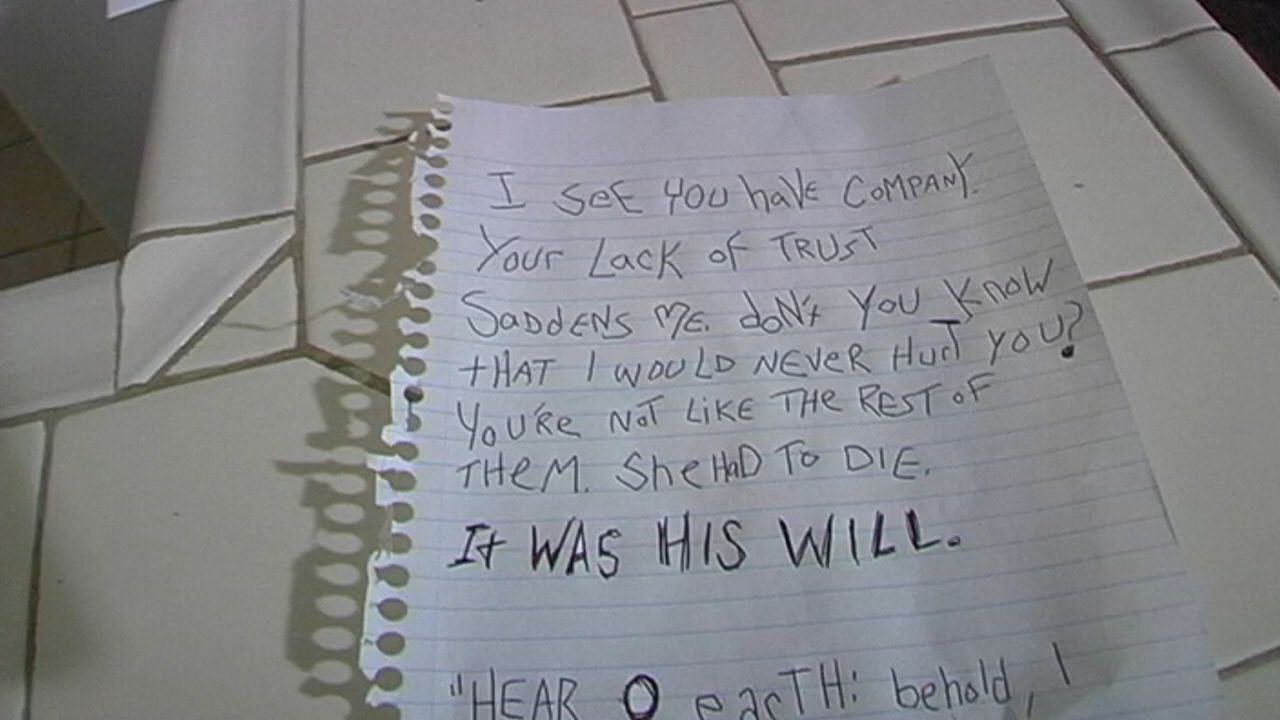 I SEE YOU haVE COMPANY.
YOur LacK OF TRUST
SaDDENS ME. doN't YOU KNOW
tHAT I WOULD NEVER Hurt YOU?
YOU'Re NOT LiKE THE REST OF
THeM. SHe HaD TO DIE.
It WAS HIS WILL.
"HEAR O earTH: behold, I